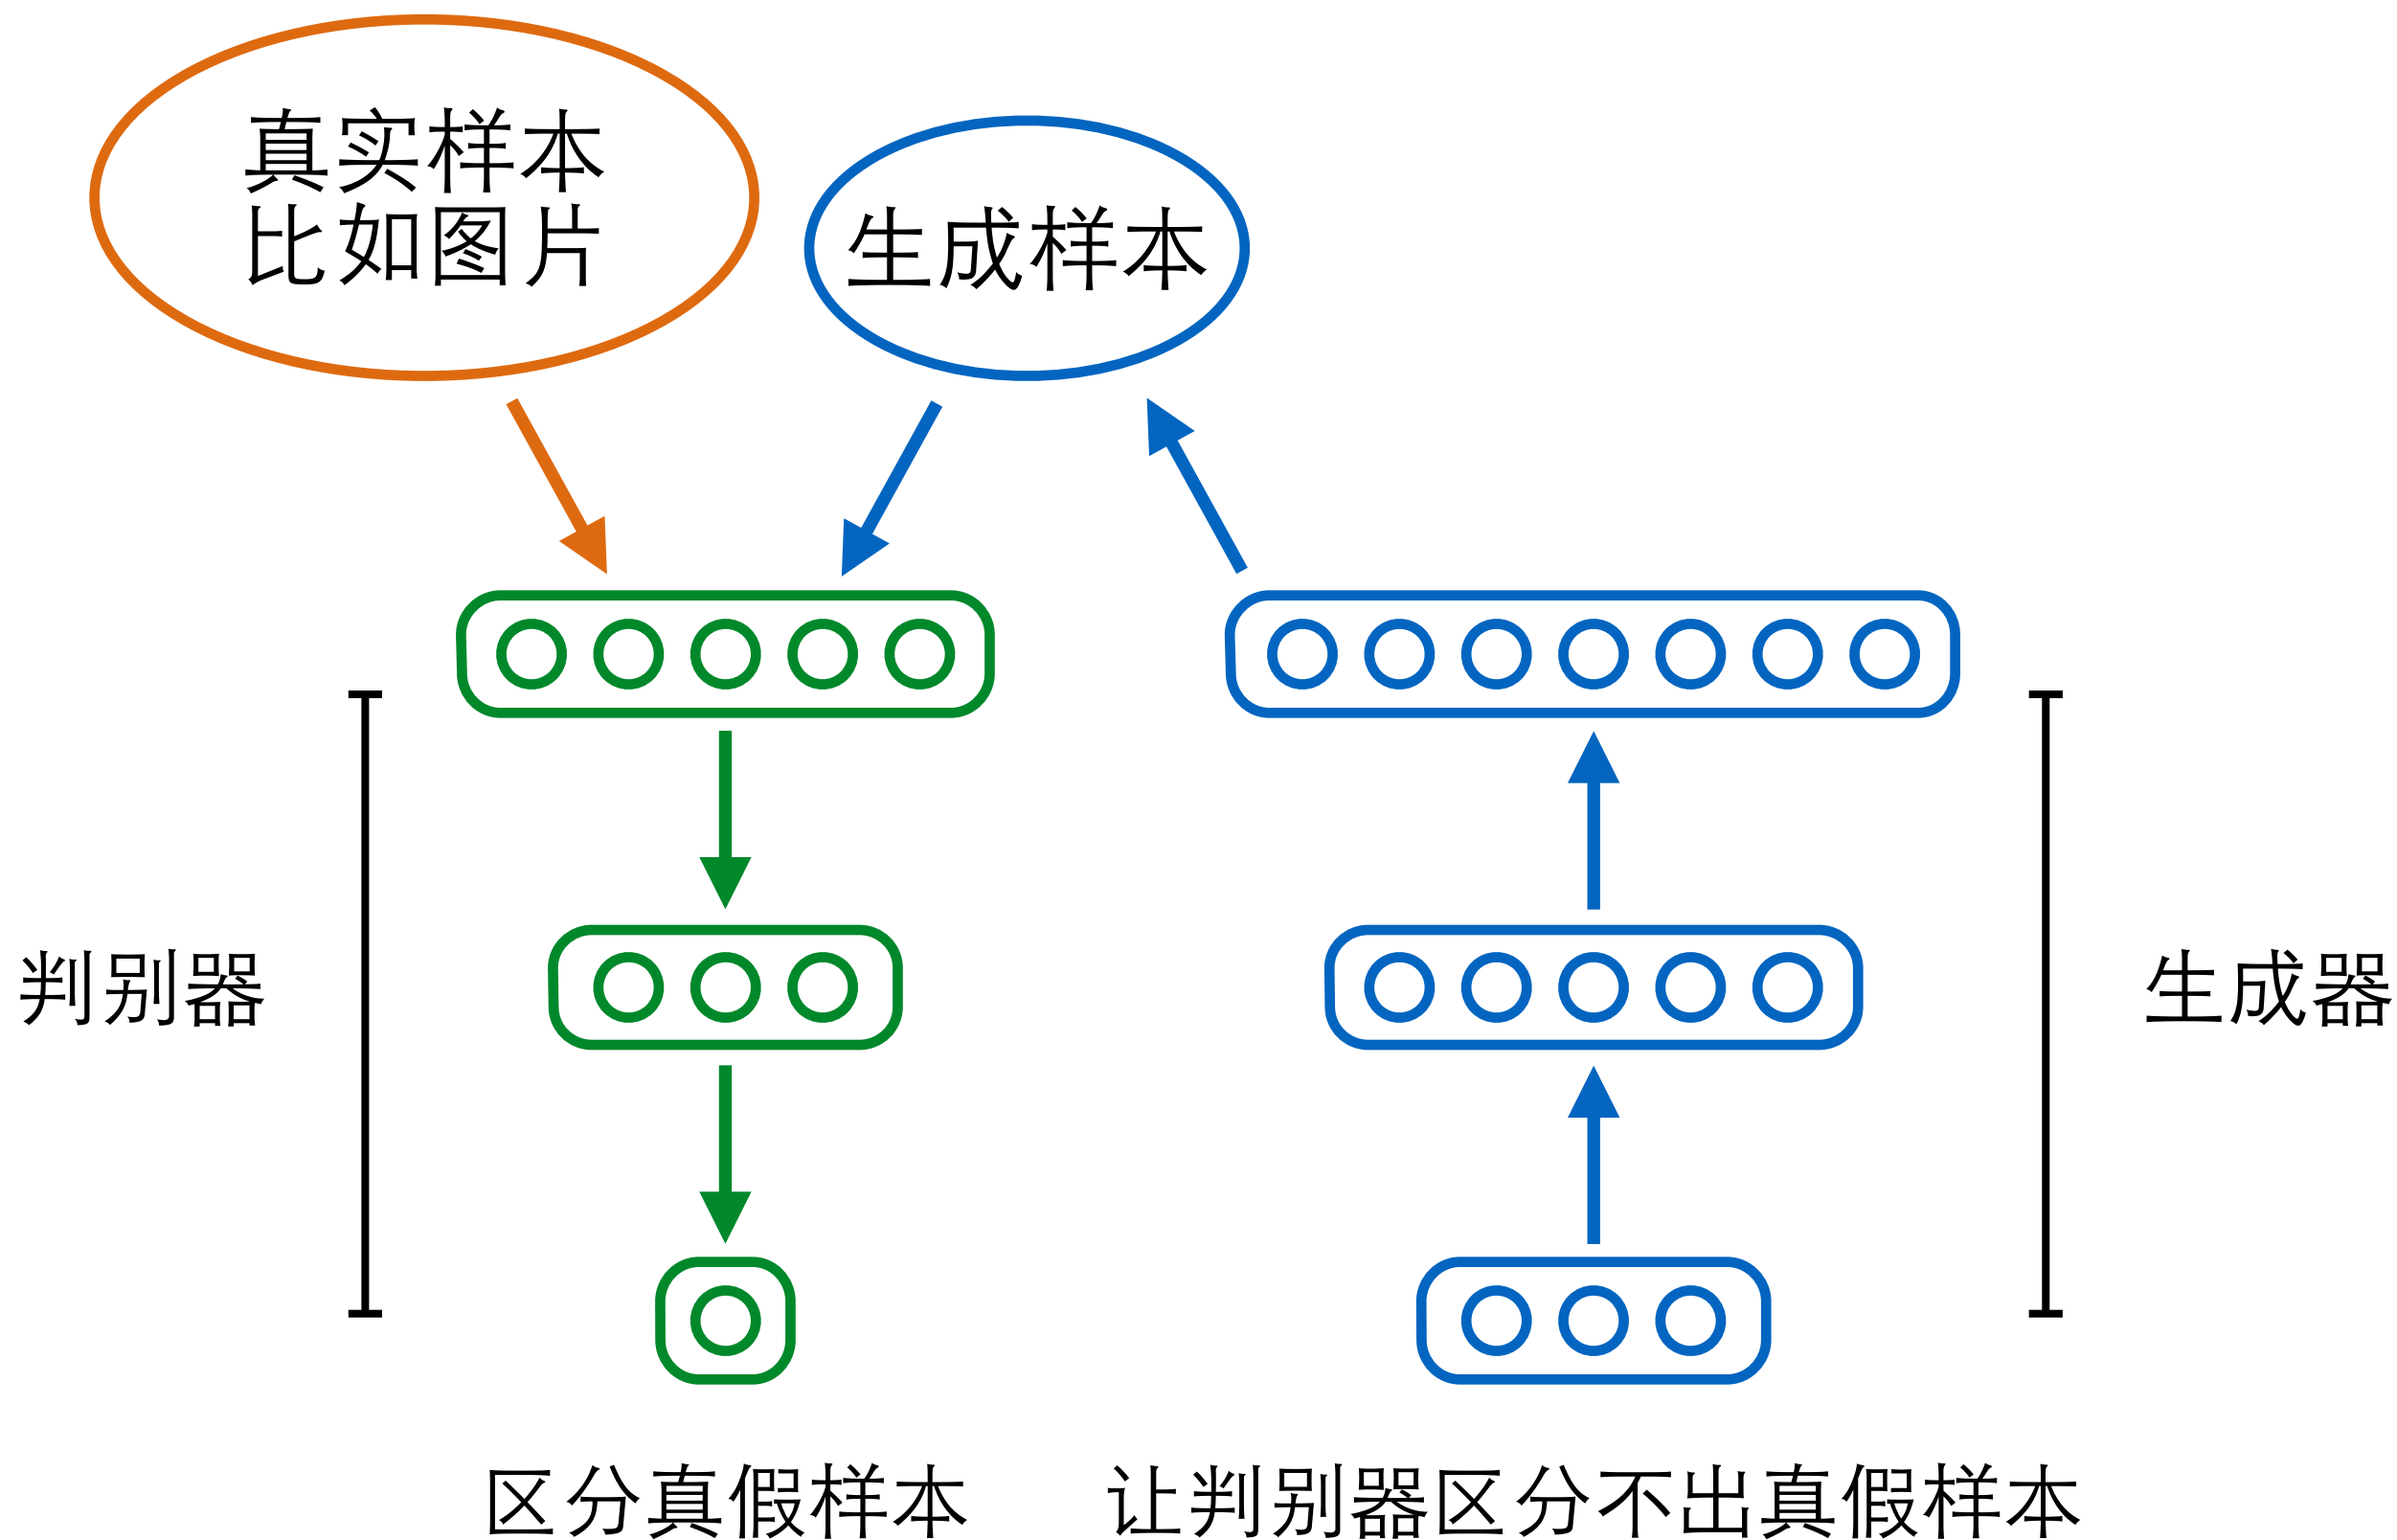 真实样本
比如图片
生成样本
判别器
生成器
区分真假样本
让判别器区分不出真假样本